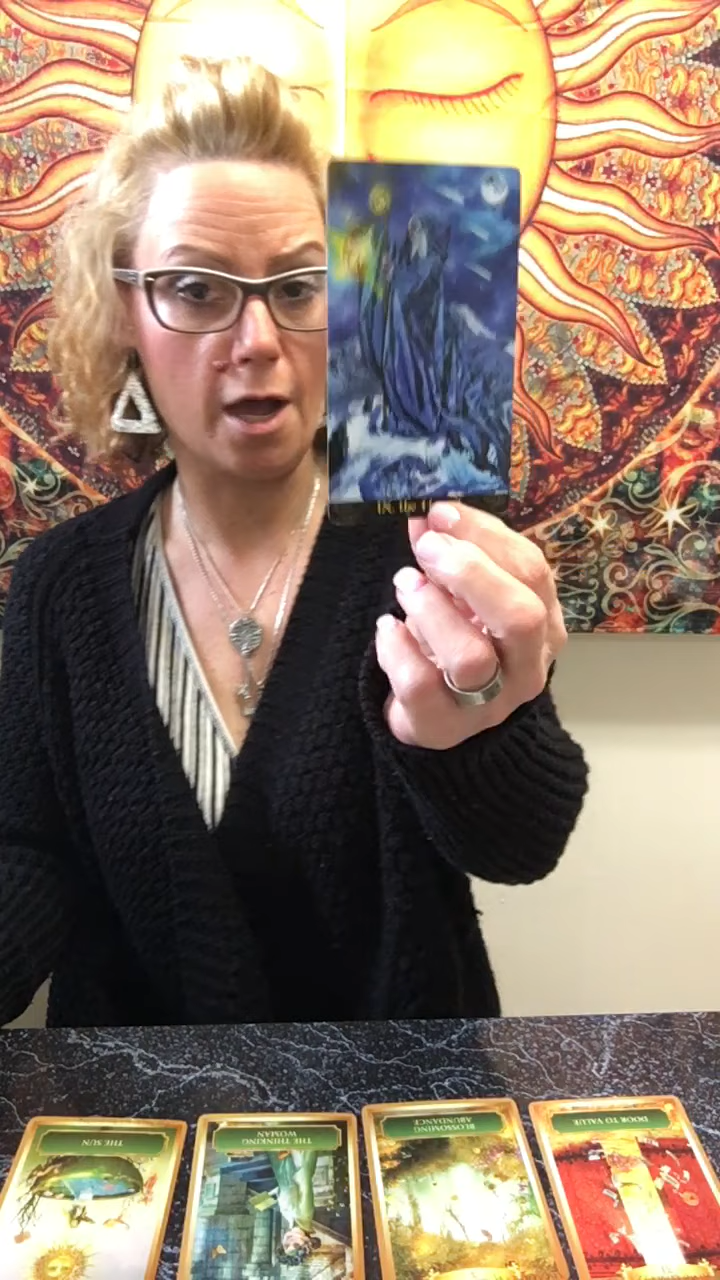 THE SUN
THE THINKING
WOMAN
BLOSSOMING
ABUNDANCE
DOOR TO VALUE